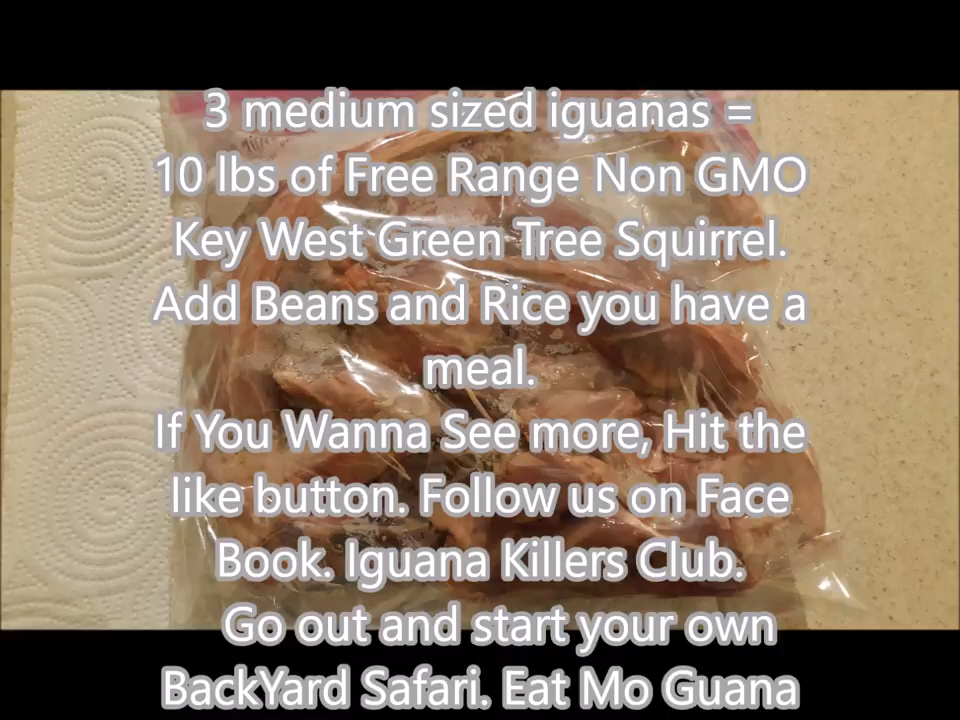 3 medium sized iguanas =
10 lbs of Free Range Non GMO
Key West Green Tree Squirrel.
Add Beans and Rice you have a
meal.
If You Wanna See more, Hit the
like button. Follow us on Face
Book. Iguana Killers Club.
Go out and start your own
BackYard Safari. Eat Mo Guana